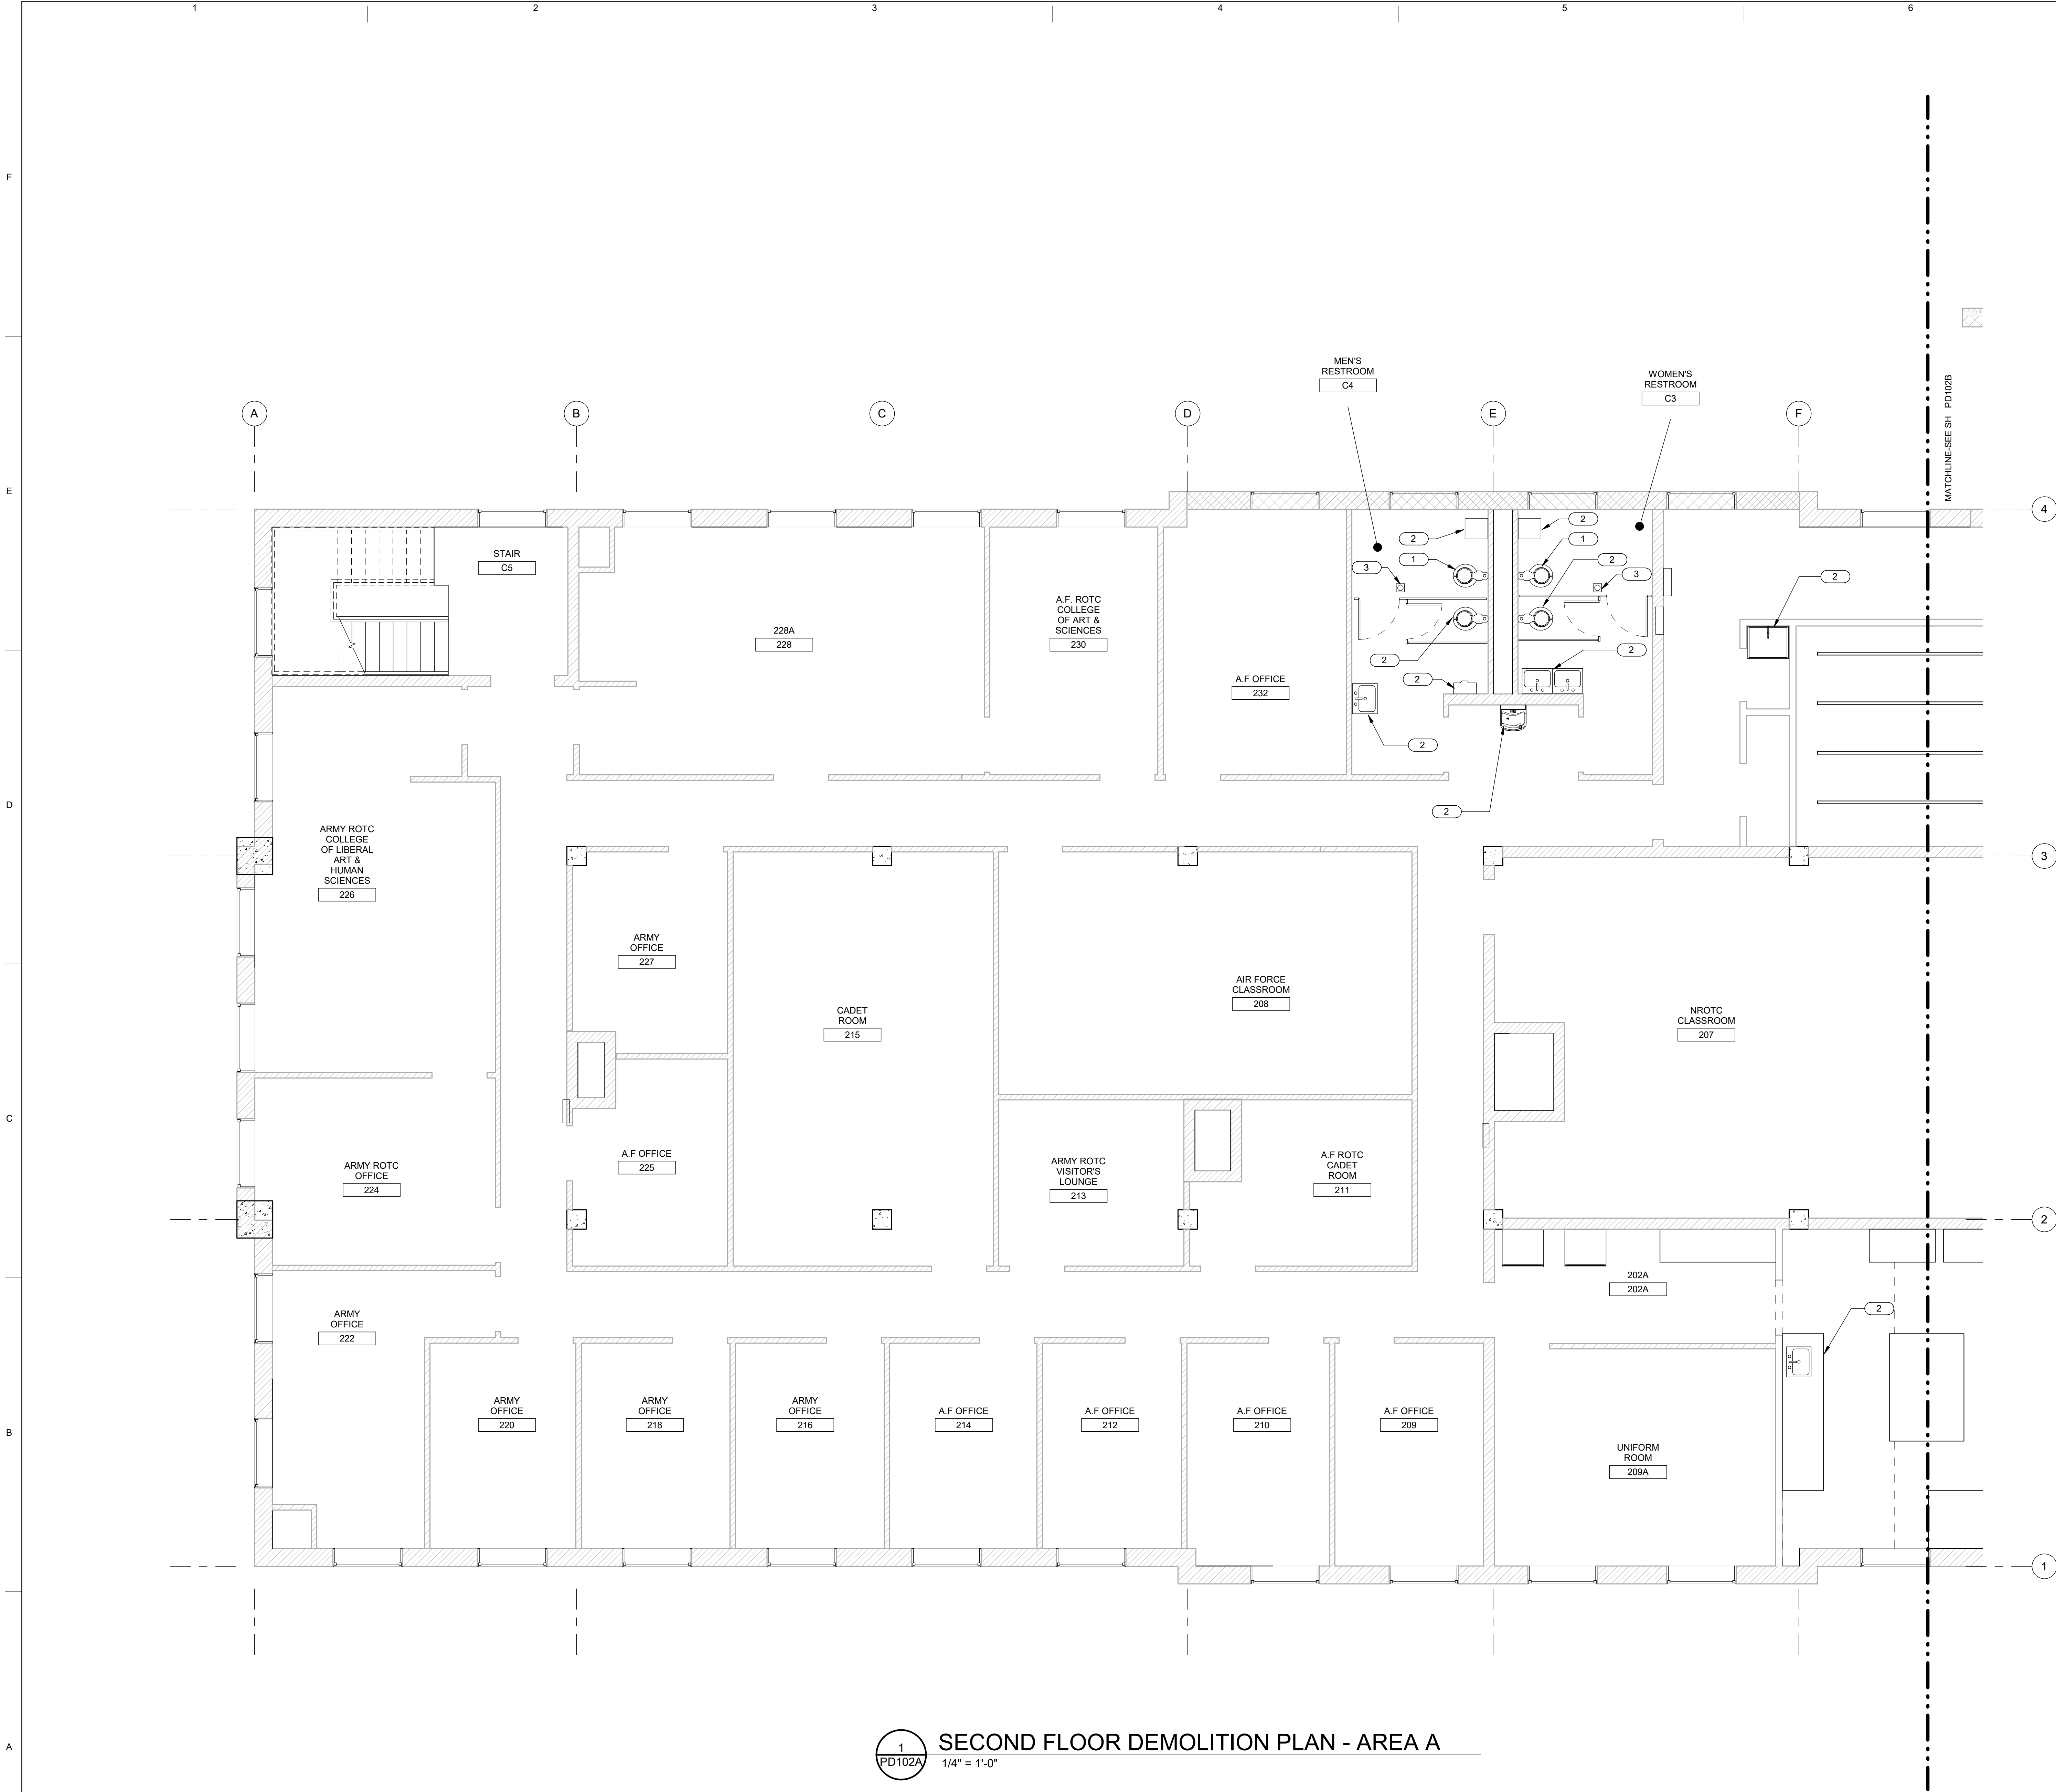 1 2 3 4 5 6
F
E
D
C
B
A
MEN'S
RESTROOM
C4
WOMEN'S
RESTROOM
C3
MATCHLINE-SEE SH PD102B
A B C D E F
4
3
2
1
STAIR
C5
228A
228
A.F. ROTC
COLLEGE
OF ART &
SCIENCES
230
A.F OFFICE
232
2
1
3
2
2
2
2
1
2
3
2
2
2
ARMY ROTC
COLLEGE
OF LIBERAL
ART &
HUMAN
SCIENCES
226
ARMY
OFFICE
227
CADET
ROOM
215
AIR FORCE
CLASSROOM
208
NROTC
CLASSROOM
207
ARMY ROTC
OFFICE
224
A.F OFFICE
225
ARMY ROTC
VISITOR'S
LOUNGE
213
A.F ROTC
CADET
ROOM
211
202A
202A
2
ARMY
OFFICE
222
ARMY
OFFICE
220
ARMY
OFFICE
218
ARMY
OFFICE
216
A.F OFFICE
214
A.F OFFICE
212
A.F OFFICE
210
A.F OFFICE
209
UNIFORM
ROOM
209A
1
PD102A
SECOND FLOOR DEMOLITION PLAN - AREA A
1/4" = 1'-0"